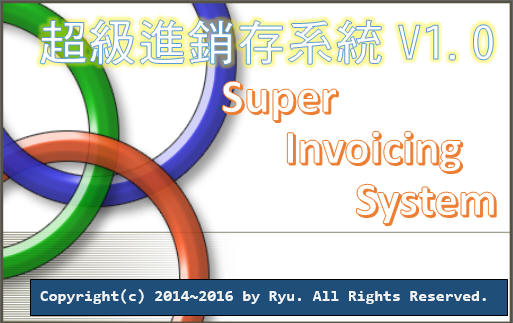 超級進銷存系統 V1.0
Super
Invoicing
System
Copyright(c) 2014~2016 by Ryu. All Rights Reserved.